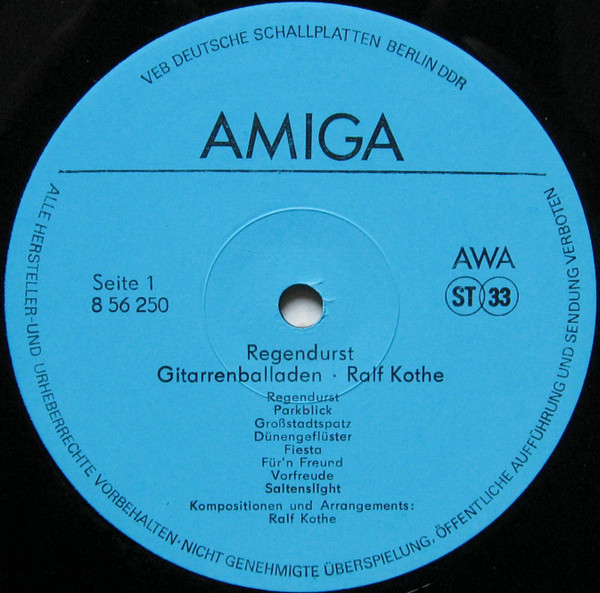 VEB DEUTSCHE SCHALLPLATTEN BERLIN DDR
AMIGA
Seite 1
8 56 250
AWA
ST 33
Regendurst
Gitarrenballaden · Ralf Kothe
Regendurst
Parkblick
Großstadtspatz
Dünengeflüster
Fiesta
Für'n Freund
Vorfreude
Saitenslight
Kompositionen und Arrangements:
Ralf Kothe
ALLE HERSTELLER-UND URHEBERRECHTE VORBEHALTEN·NICHT GENEHMIGTE ÜBERSPIELUNG, ÖFFENTLICHE AUFFÜHRUNG UND SENDUNG VERBOTEN